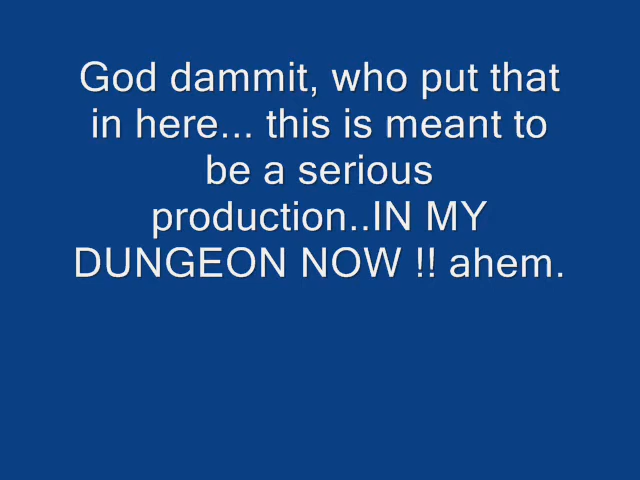 God dammit, who put that
in here... this is meant to
be a serious
production..IN MY
DUNGEON NOW !! ahem.